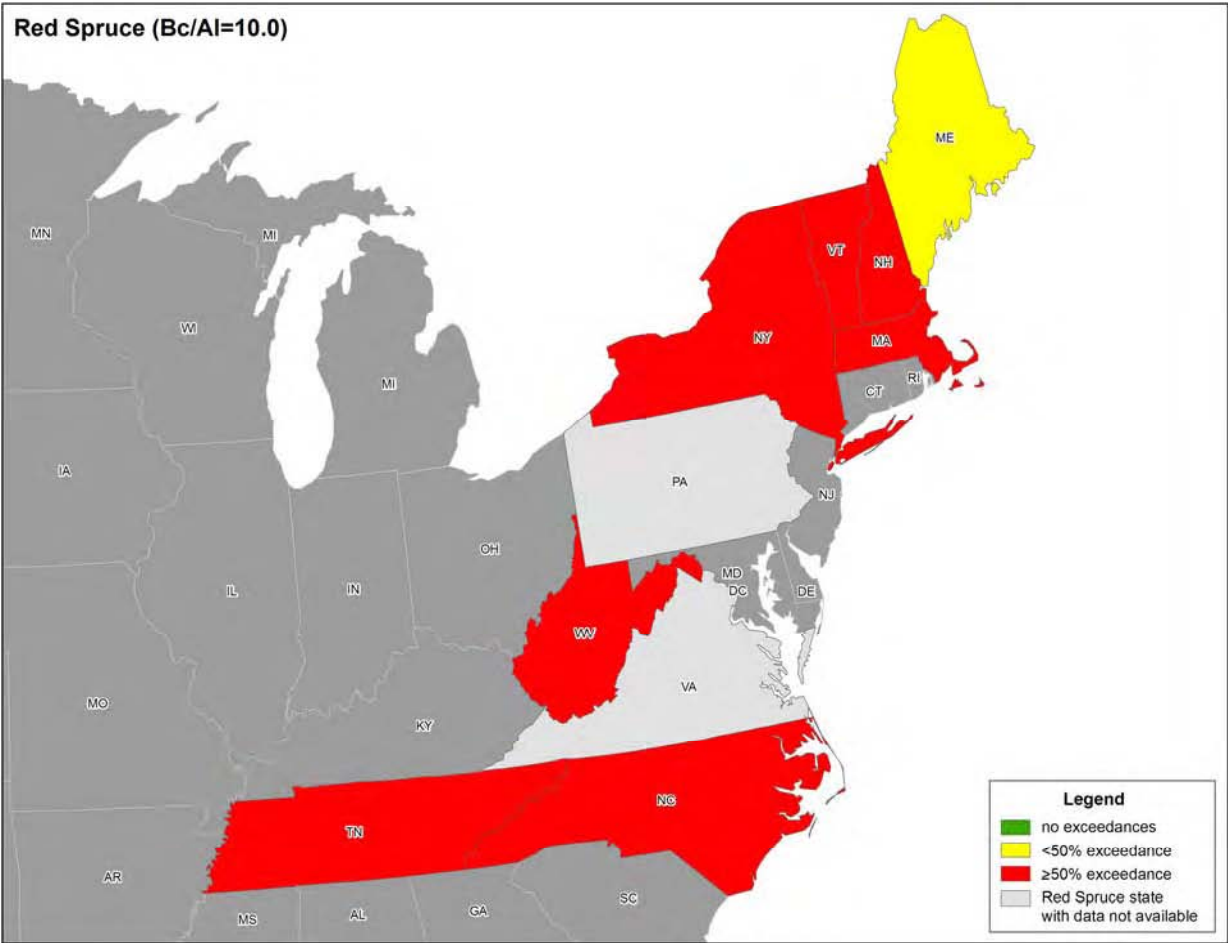 Red Spruce (Bc/Al=10.0)
ME
MN
MI
VT
NH
WI
NY
MA
MI
CT
RI
IA
PA
NJ
OH
MD
DC
DE
IL
IN
WV
VA
MO
KY
NC
TN
AR
SC
GA
MS
AL
Legend
no exceedances
<50% exceedance
≥50% exceedance
Red Spruce state
with data not available